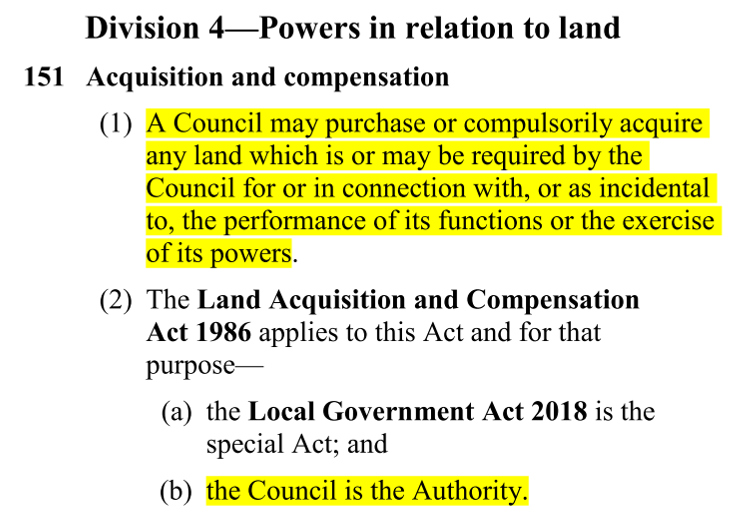 Division 4—Powers in relation to land
151 Acquisition and compensation
(1) A Council may purchase or compulsorily acquire
any land which is or may be required by the
Council for or in connection with, or as incidental
to, the performance of its functions or the exercise
of its powers.
(2) The Land Acquisition and Compensation
Act 1986 applies to this Act and for that
purpose—
(a) the Local Government Act 2018 is the
special Act; and
(b) the Council is the Authority.